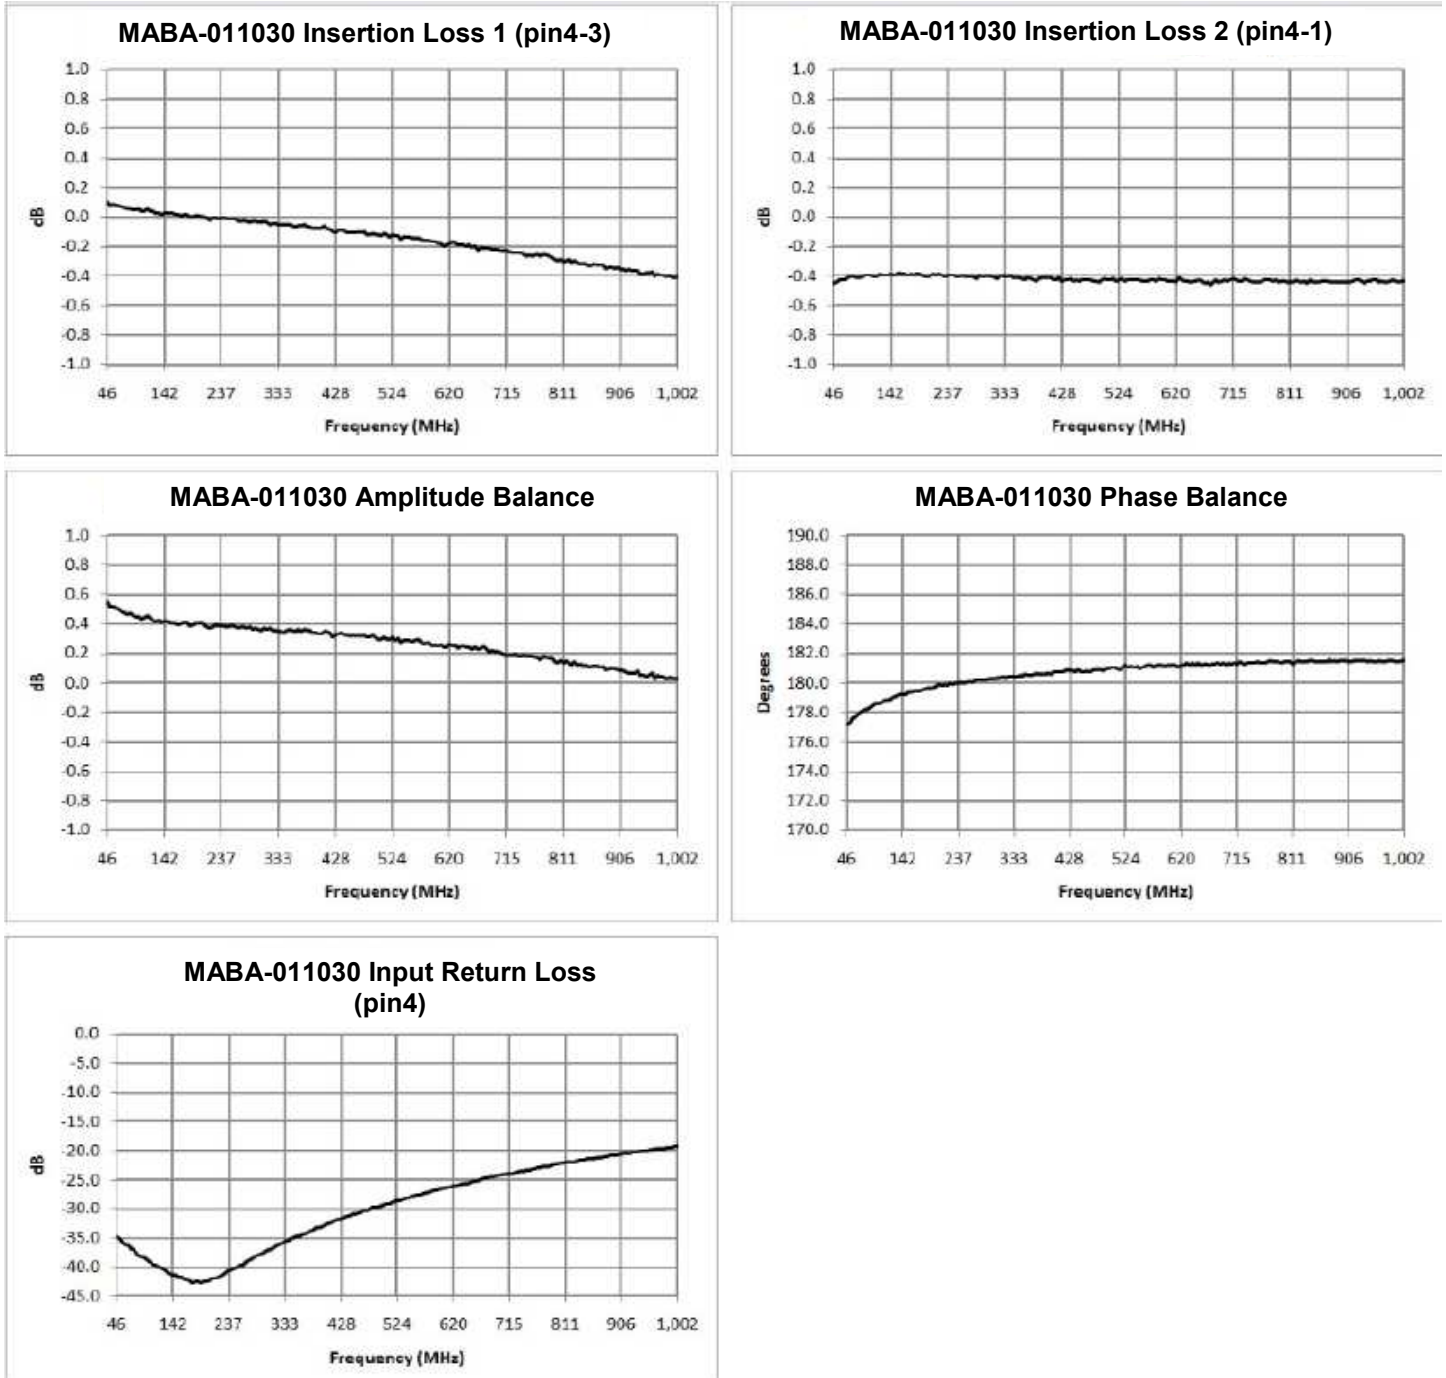 MABA-011030 Insertion Loss 1 (pin4-3)
1.0
0.8
0.6
0.4
0.2
0.0
-0.2
-0.4
-0.6
-0.8
-1.0
dB
46 142 237 333 428 524 620 715 811 906 1,002
Frequency (MHz)
MABA-011030 Insertion Loss 2 (pin4-1)
1.0
0.8
0.6
0.4
0.2
0.0
-0.2
-0.4
-0.6
-0.8
-1.0
dB
46 142 237 333 428 524 620 715 811 906 1,002
Frequency (MHz)
MABA-011030 Amplitude Balance
1.0
0.8
0.6
0.4
0.2
0.0
-0.2
-0.4
-0.6
-0.8
-1.0
dB
46 142 237 333 428 524 620 715 811 906 1,002
Frequency (MHz)
MABA-011030 Phase Balance
190.0
188.0
186.0
184.0
182.0
180.0
178.0
176.0
174.0
172.0
170.0
Degrees
46 142 237 333 428 524 620 715 811 906 1,002
Frequency (MHz)
MABA-011030 Input Return Loss
(pin4)
0.0
-5.0
-10.0
-15.0
-20.0
-25.0
-30.0
-35.0
-40.0
-45.0
dB
46 142 237 333 428 524 620 715 811 906 1,002
Frequency (MHz)